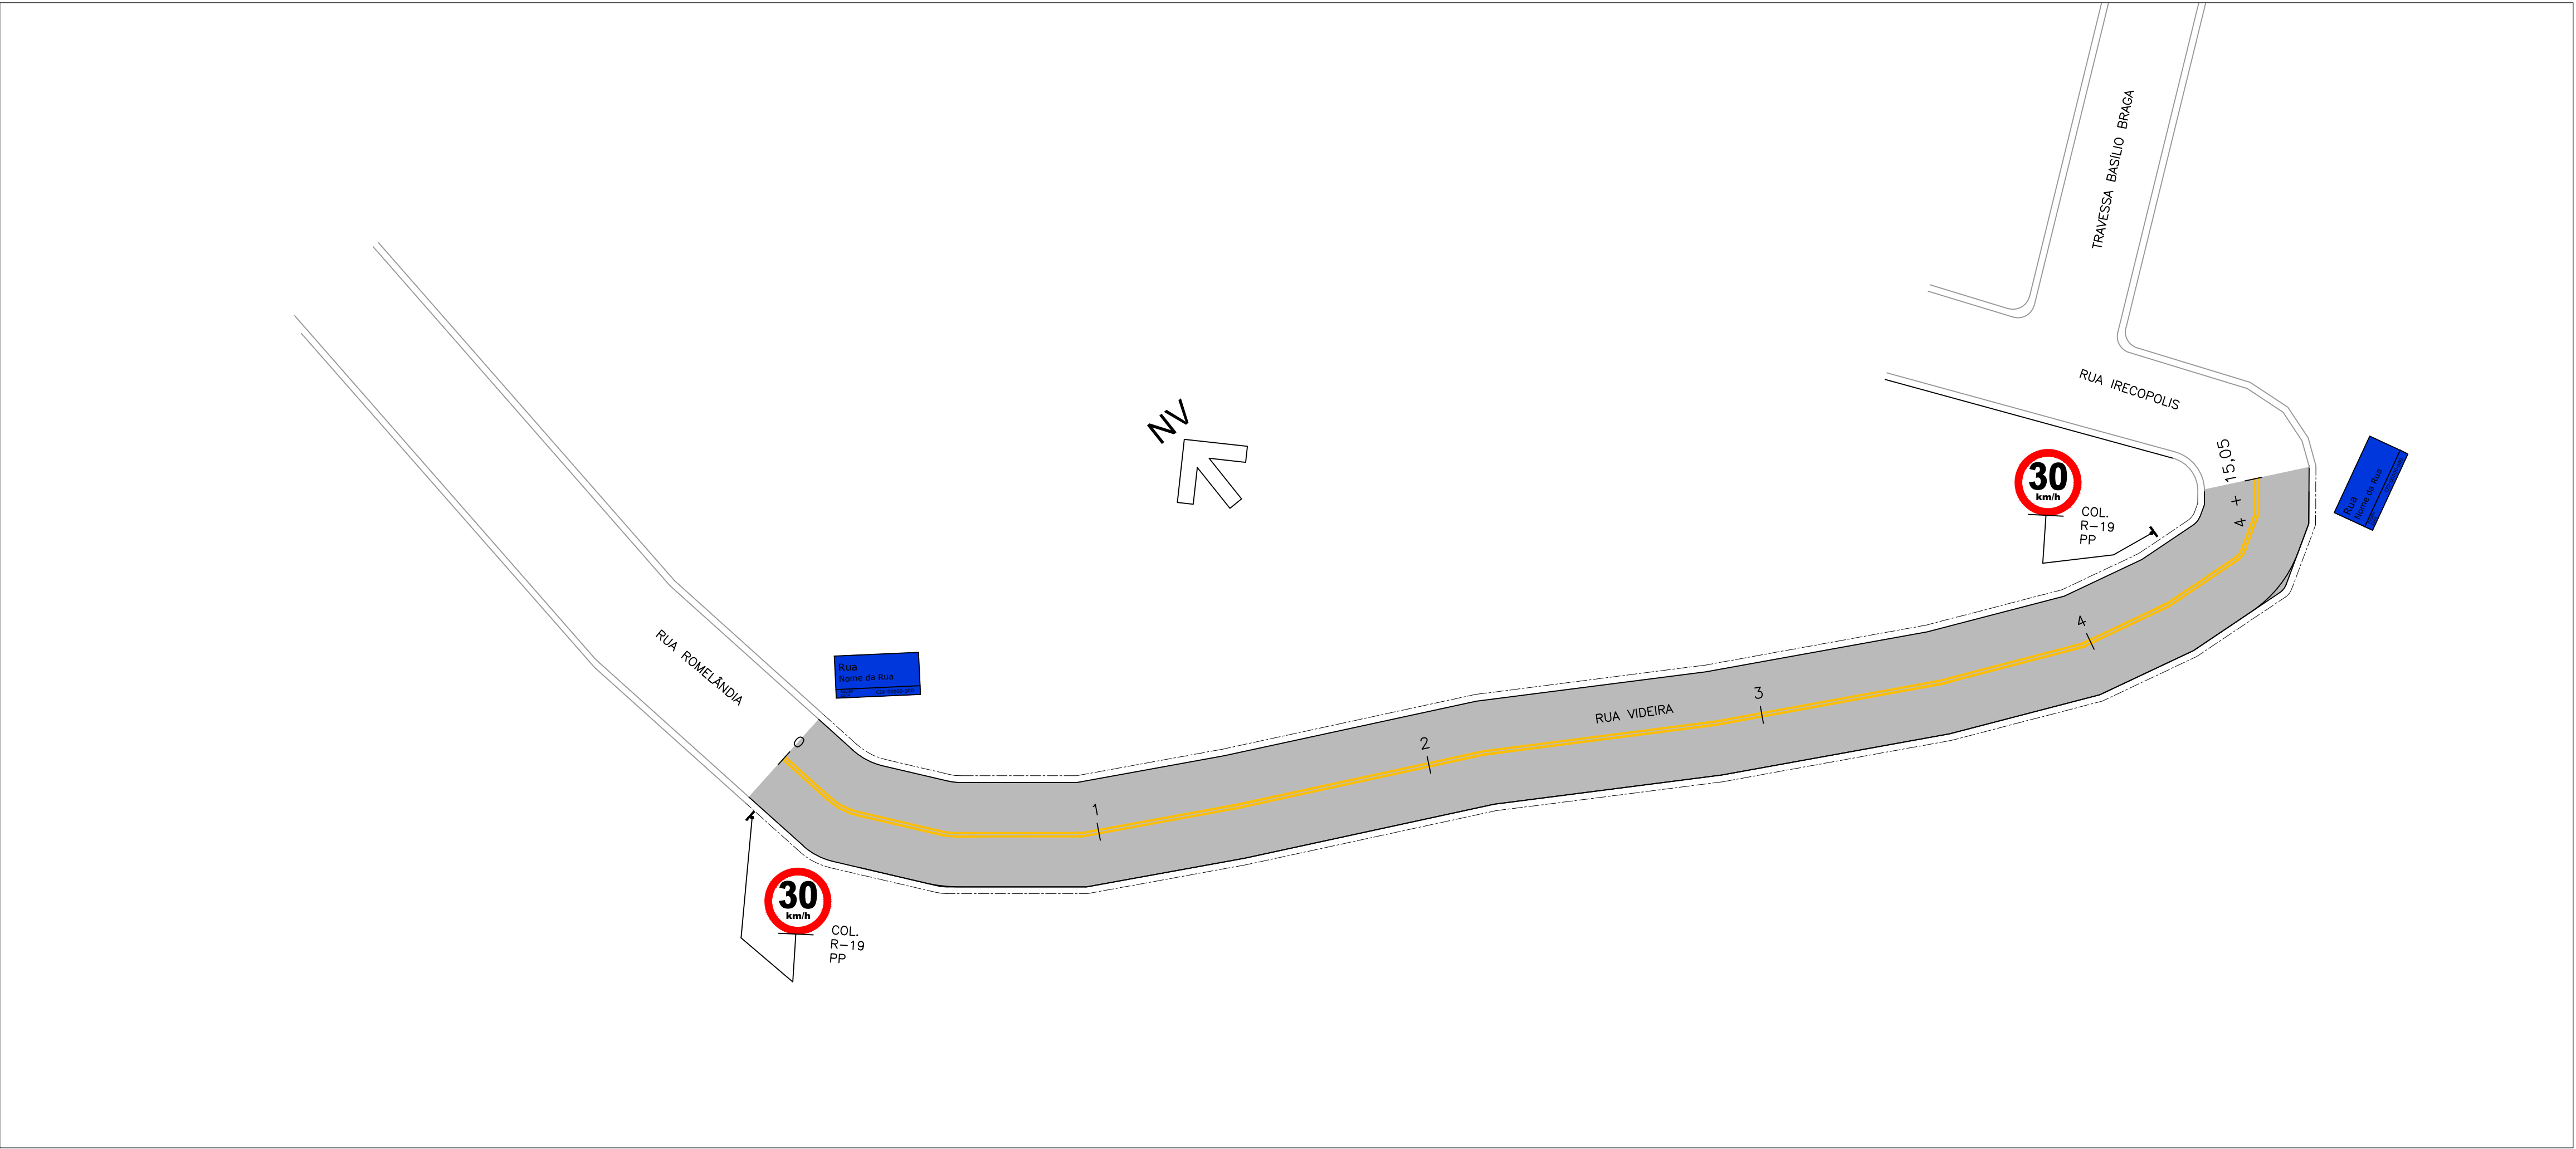 TRAVESSA BASÍLIO BRAGA
RUA IRECOPOLIS
NV
4 + 15,05
30
km/h
COL.
R-19
PP
Rua
Nome da Rua
RUA ROMELÂNDIA
Rua
Nome da Rua
0
1
2
3
4
RUA VIDEIRA
30
km/h
COL.
R-19
PP